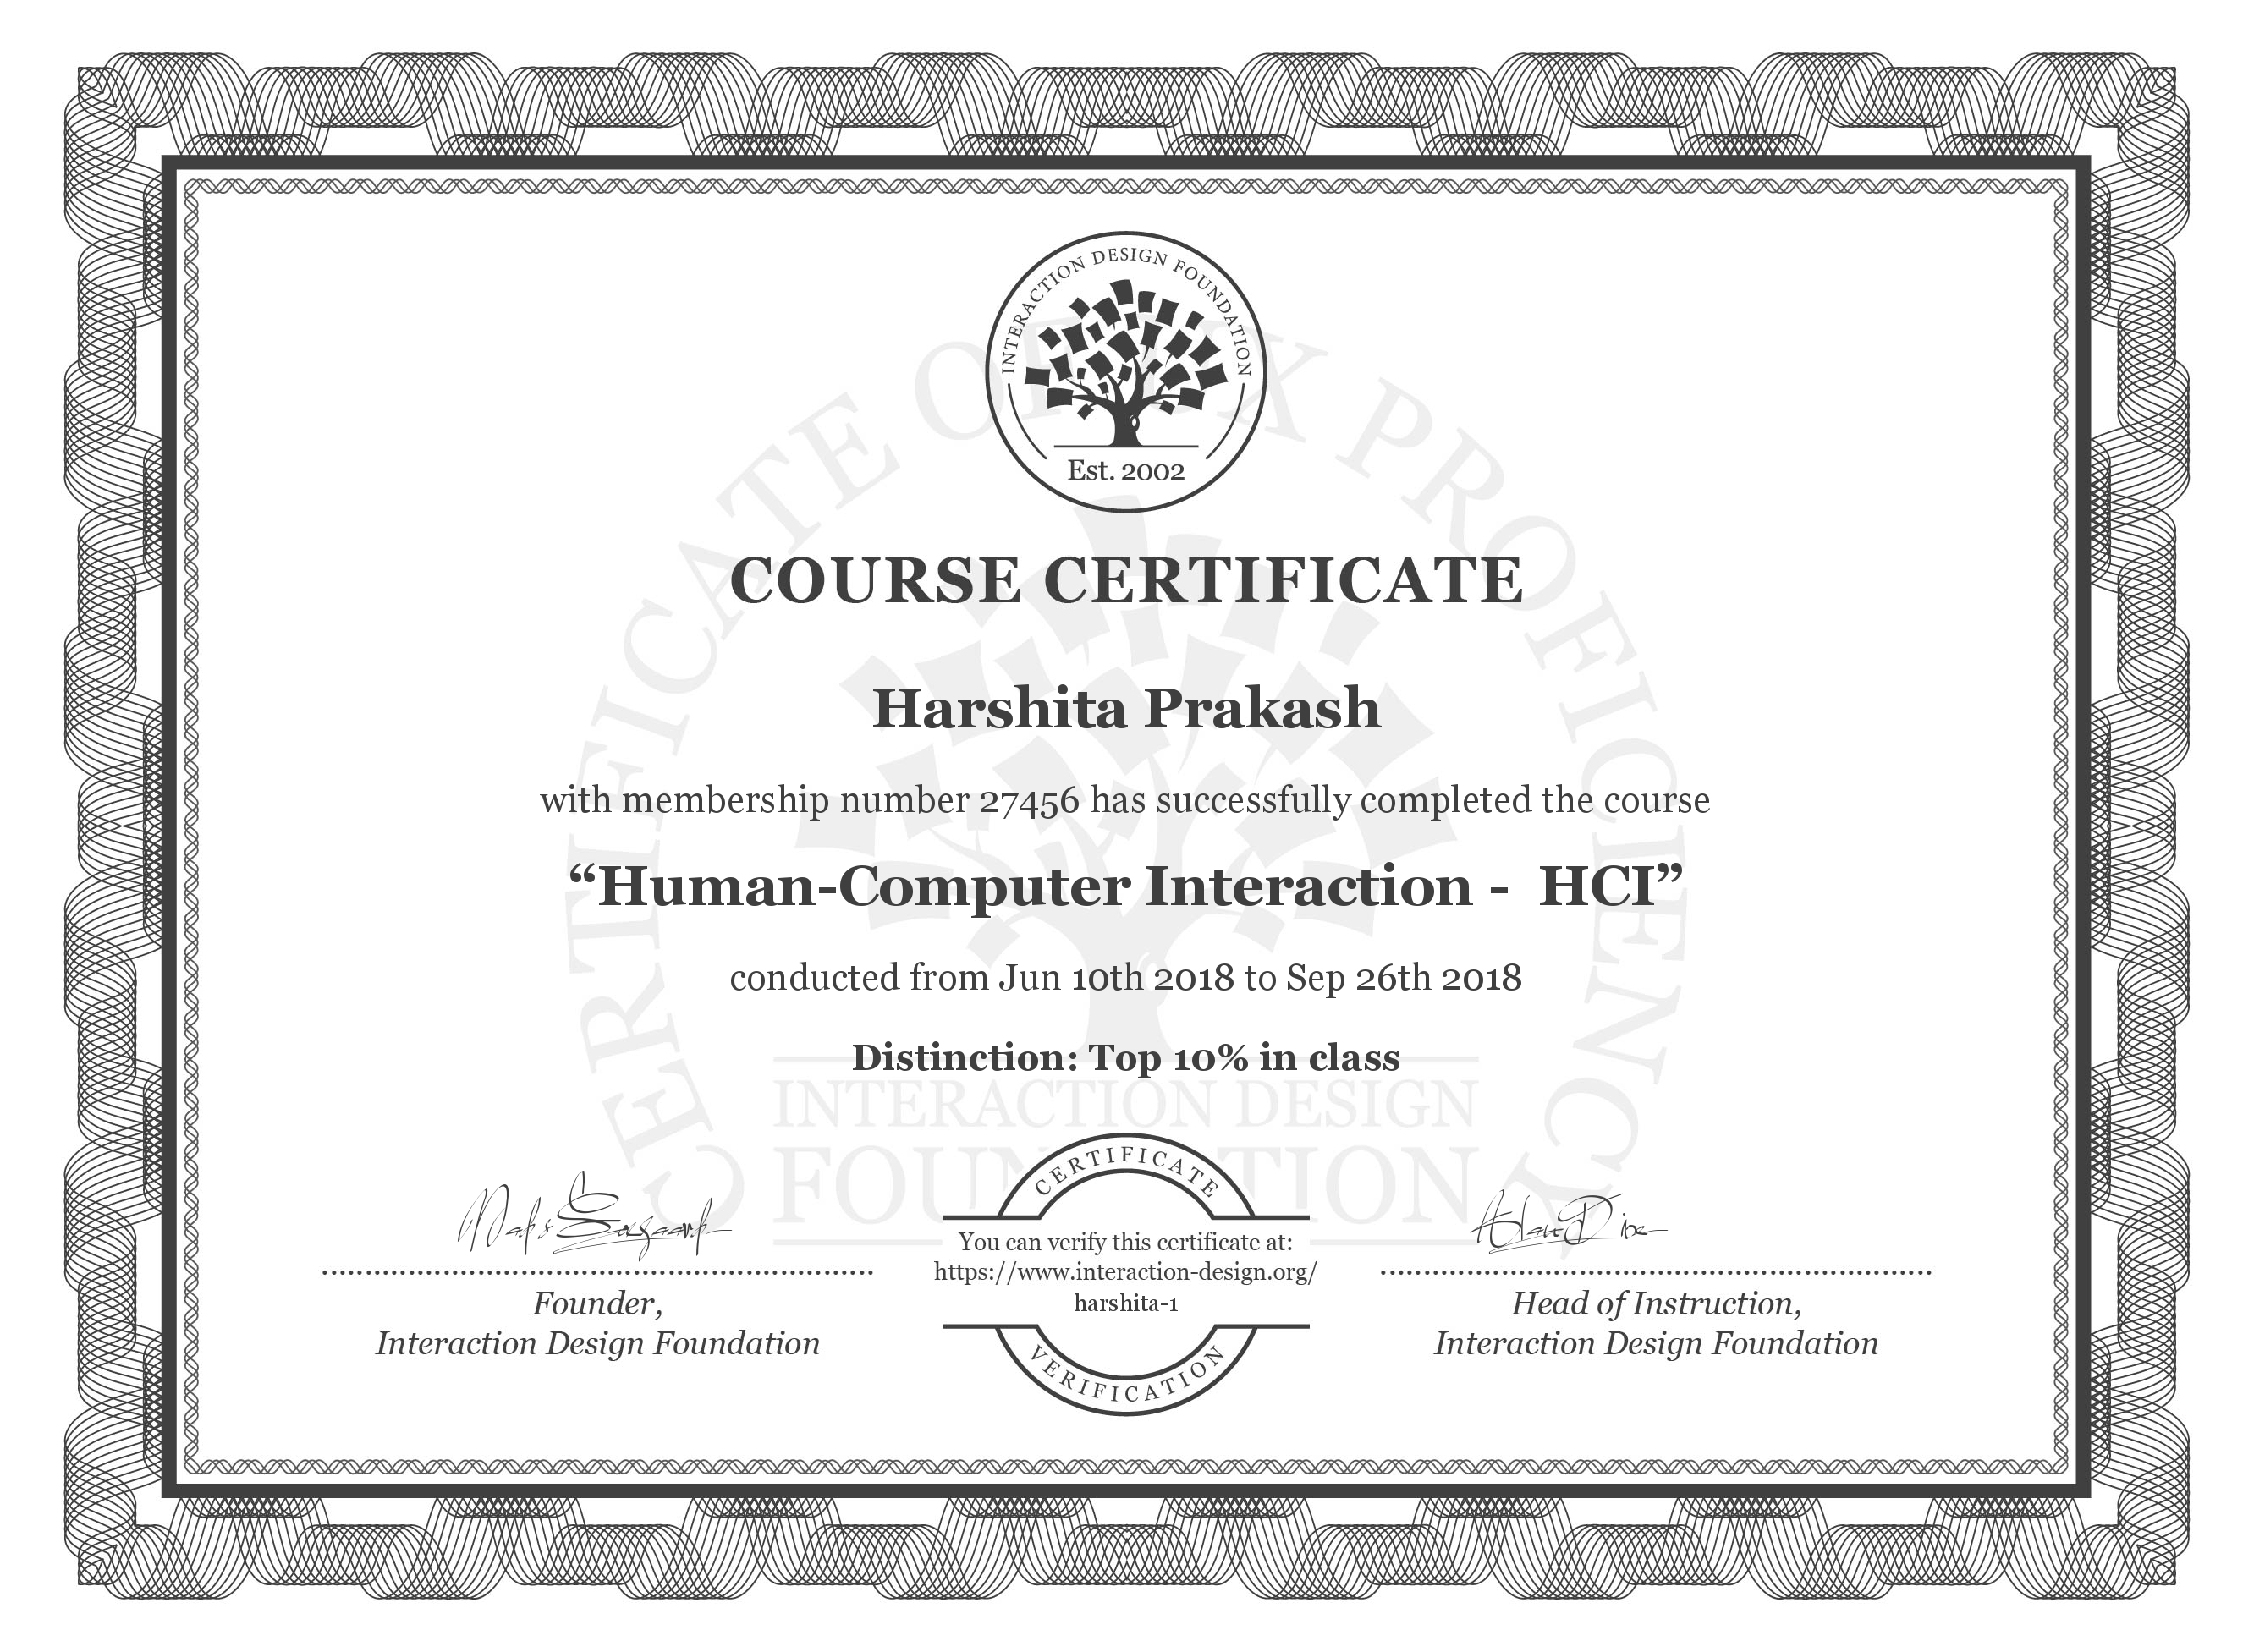 INTERACTION DESIGN FOUNDATION
Est. 2002
CERTIFICATE OF UX PROFICIENCY
COURSE CERTIFICATE
Harshita Prakash
with membership number 27456 has successfully completed the course
“Human-Computer Interaction -  HCI”
conducted from Jun 10th 2018 to Sep 26th 2018
Distinction: Top 10% in class
INTERACTION DESIGN
FOUNDATION
CERTIFICATE
You can verify this certificate at:
https://www.interaction-design.org/
harshita-1
VERIFICATION
Founder,
Interaction Design Foundation
Alan Dix
Head of Instruction,
Interaction Design Foundation